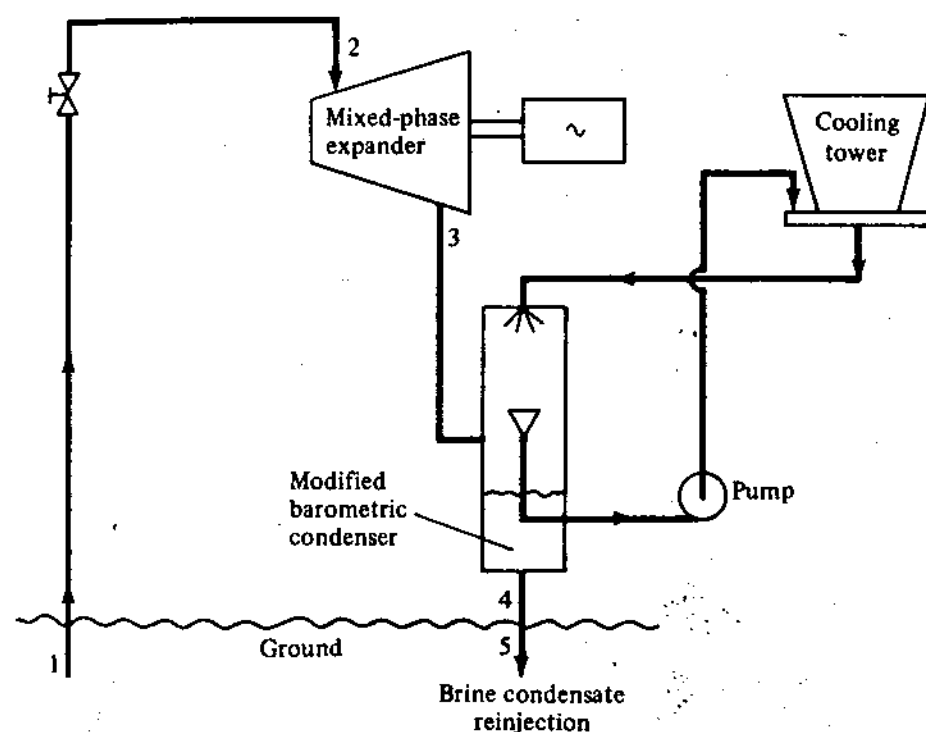 2
Mixed-phase
expander
~
Cooling
tower
3
Modified
barometric
condenser
Pump
4
Ground
1
5
Brine condensate
reinjection